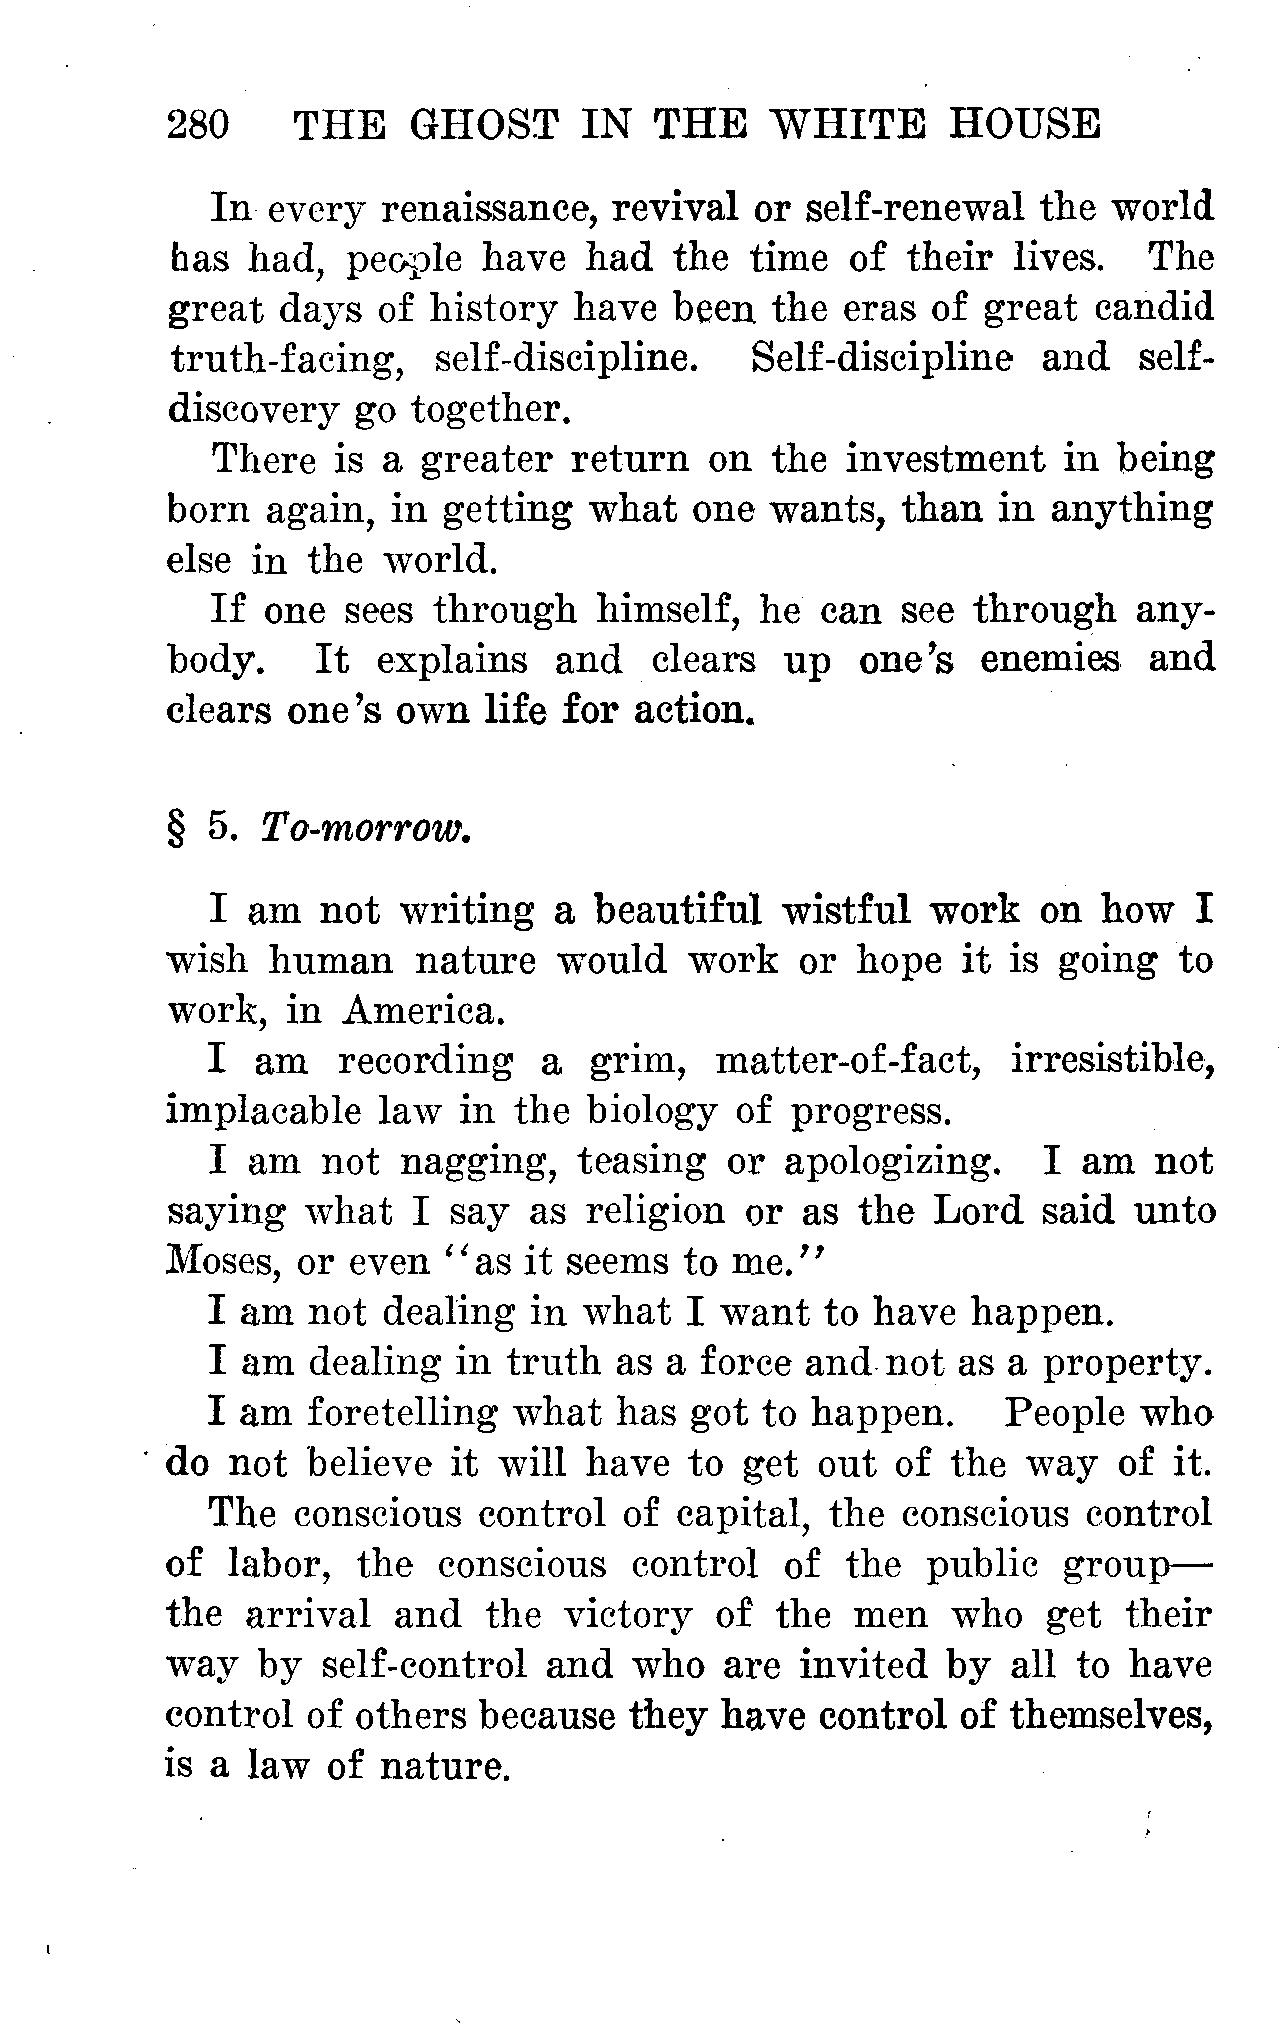 280 THE GHOST IN THE WHITE HOUSE
In every renaissance, revival or self-renewal the world
has had, people have had the time of their lives. The
great days of history have been the eras of great candid
truth-facing, self-discipline. Self-discipline and self-
discovery go together.
There is a greater return on the investment in being
born again, in getting what one wants, than in anything
else in the world.
If one sees through himself, he can see through any-
body. It explains and clears up one's enemies and
clears one's own life for action.
§ 5. To-morrow.
I am not writing a beautiful wistful work on how I
wish human nature would work or hope it is going to
work, in America.
I am recording a grim, matter-of-fact, irresistible,
implacable law in the biology of progress.
I am not nagging, teasing or apologizing. I am not
saying what I say as religion or as the Lord said unto
Moses, or even "as it seems to me."
I am not dealing in what I want to have happen.
I am dealing in truth as a force and not as a property.
I am foretelling what has got to happen. People who
do not believe it will have to get out of the way of it.
The conscious control of capital, the conscious control
of labor, the conscious control of the public group—
the arrival and the victory of the men who get their
way by self-control and who are invited by all to have
control of others because they have control of themselves,
is a law of nature.